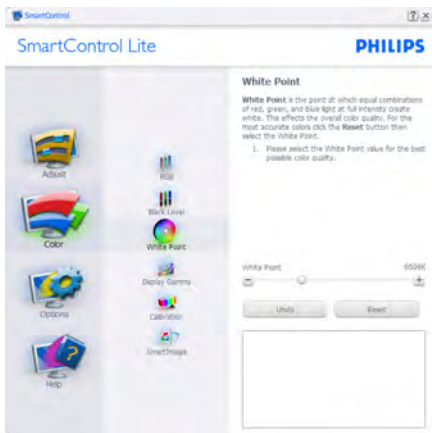 SmartControl
SmartControl Lite
PHILIPS
Adjust
Color
Options
Help
RGB
Black Level
White Point
Display Gamma
Calibration
SmartImage
White Point
White Point is the point at which equal combinations
of red, green, and blue light at full intensity create
white. This effects the overall color quality. For the
most accurate colors click the Reset button then
select the White Point.
1. Please select the White Point value for the best
possible color quality.
White Point 6506K
Undo Reset